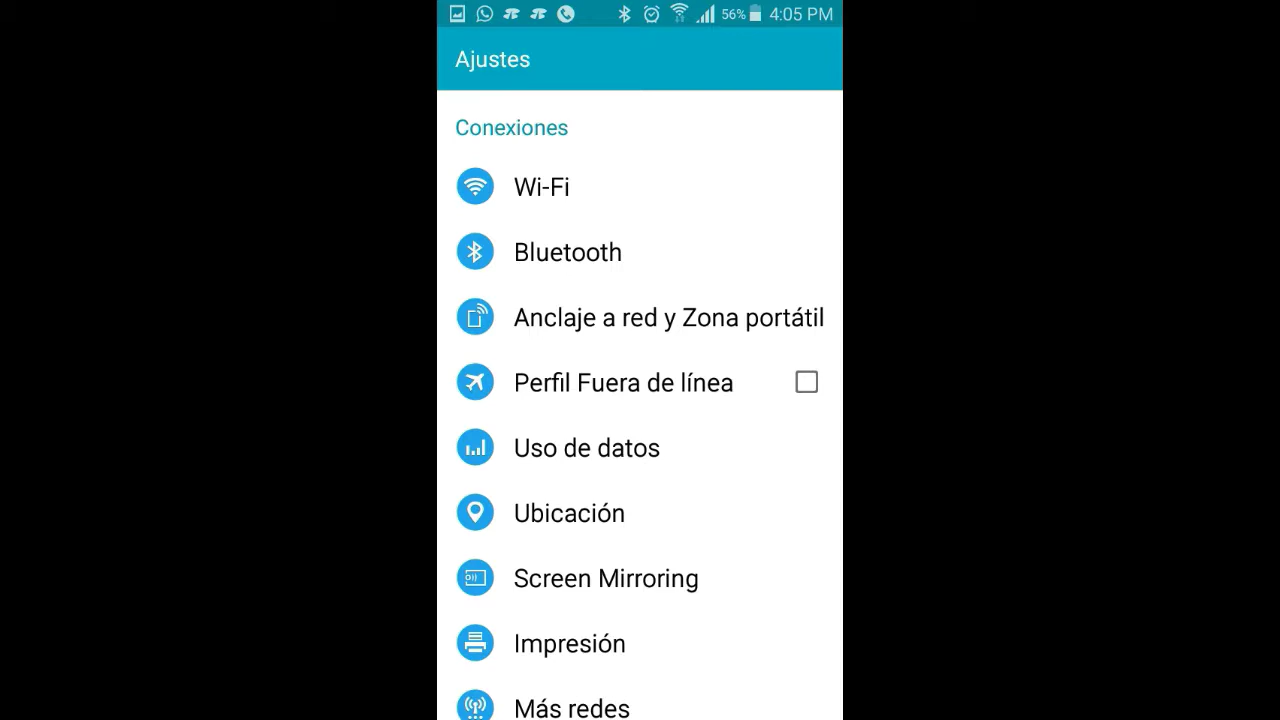 56% 4:05 PM
Ajustes
Conexiones
Wi-Fi
Bluetooth
Anclaje a red y Zona portátil
Perfil Fuera de línea
Uso de datos
Ubicación
Screen Mirroring
Impresión
Más redes